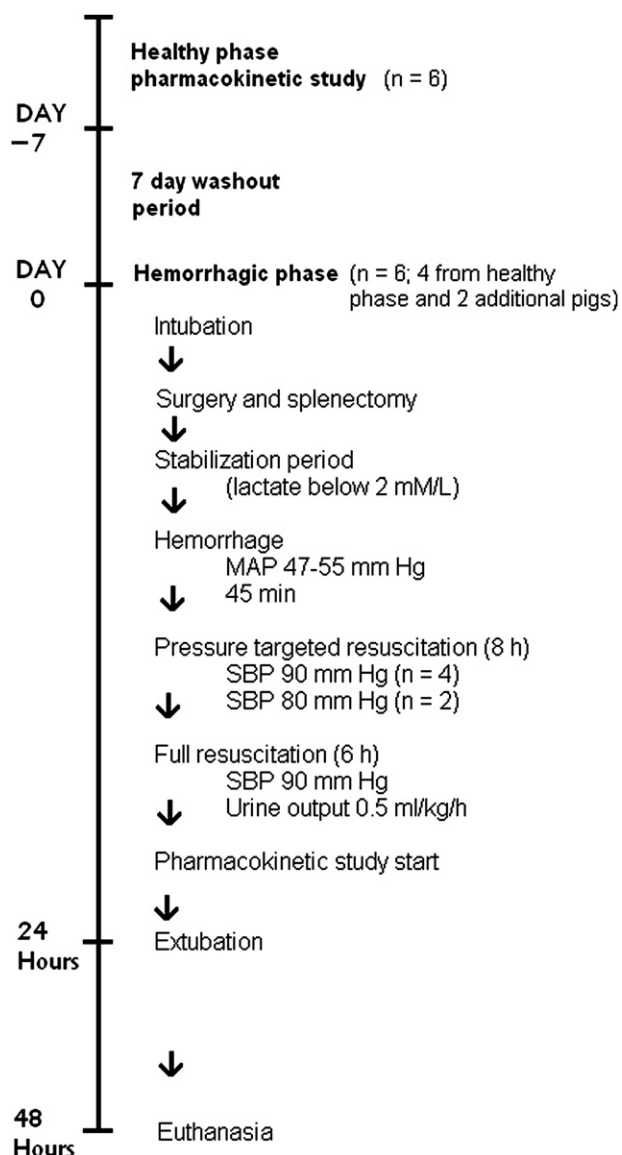 Healthy phase
pharmacokinetic study (n = 6)
DAY
−7
7 day washout
period
DAY
0
Hemorrhagic phase (n = 6; 4 from healthy
phase and 2 additional pigs)
Intubation
Surgery and splenectomy
Stabilization period
(lactate below 2 mM/L)
Hemorrhage
MAP 47-55 mm Hg
45 min
Pressure targeted resuscitation (8 h)
SBP 90 mm Hg (n = 4)
SBP 80 mm Hg (n = 2)
Full resuscitation (6 h)
SBP 90 mm Hg
Urine output 0.5 ml/kg/h
Pharmacokinetic study start
24
Hours
Extubation
48
Hours
Euthanasia